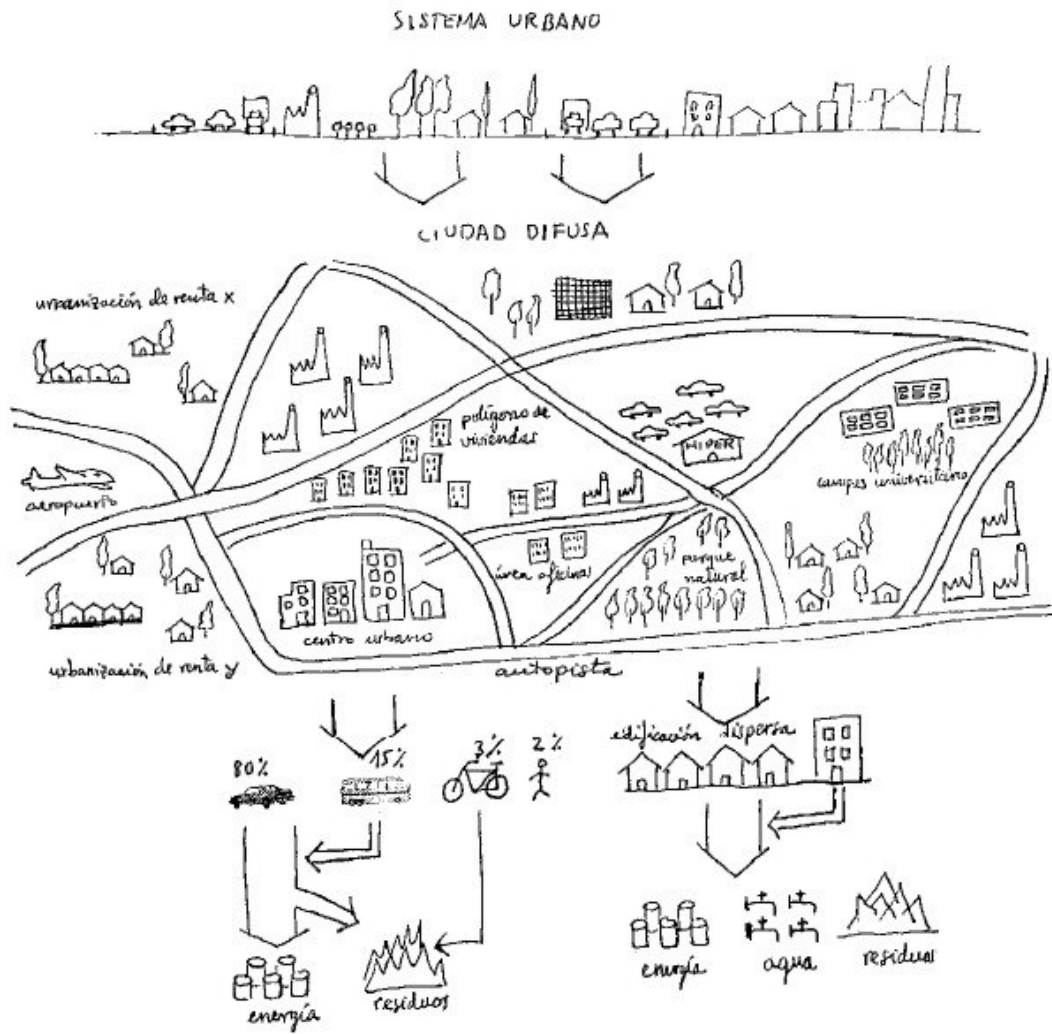 SISTEMA URBANO
CIUDAD DIFUSA
urbanización de renta x
polígono de
viviendas
HIPER
aeropuerto
campus universitario
área oficinas
parque
natural
centro urbano
urbanización de renta y
autopista
edificación dispersa
80%
15%
3%
2%
energía
residuos
energía
aqua
residuos